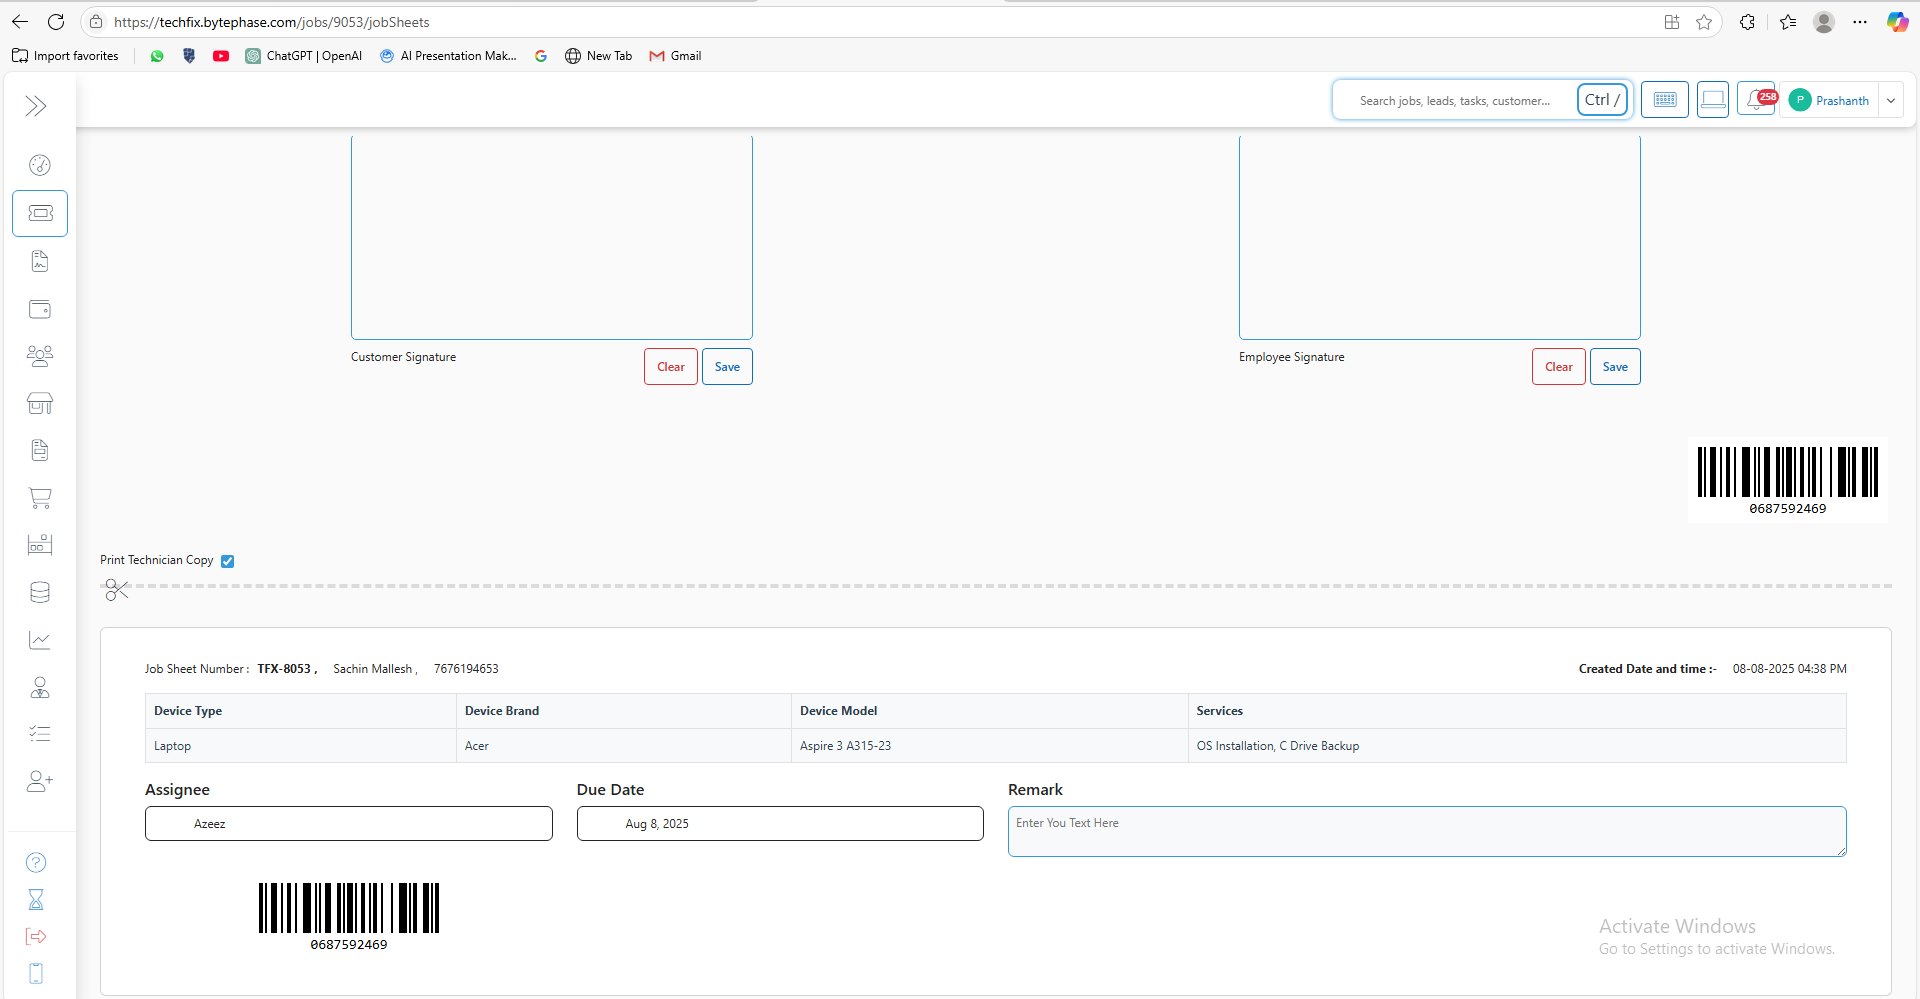 https://techfix.bytephase.com/jobs/9053/jobSheets
Import favorites
ChatGPT | OpenAI
AI Presentation Mak...
New Tab
Gmail
Search jobs, leads, tasks, customer...
Ctrl /
258
P
Prashanth
Customer Signature
Clear
Save
Employee Signature
Clear
Save
0687592469
Print Technician Copy
Job Sheet Number : TFX-8053 , Sachin Mallesh , 7676194653
Created Date and time :- 08-08-2025 04:38 PM
Device Type Device Brand Device Model Services
Laptop Acer Aspire 3 A315-23 OS Installation, C Drive Backup
Assignee
Due Date
Remark
Azeez
Aug 8, 2025
Enter You Text Here
0687592469
Activate Windows
Go to Settings to activate Windows.